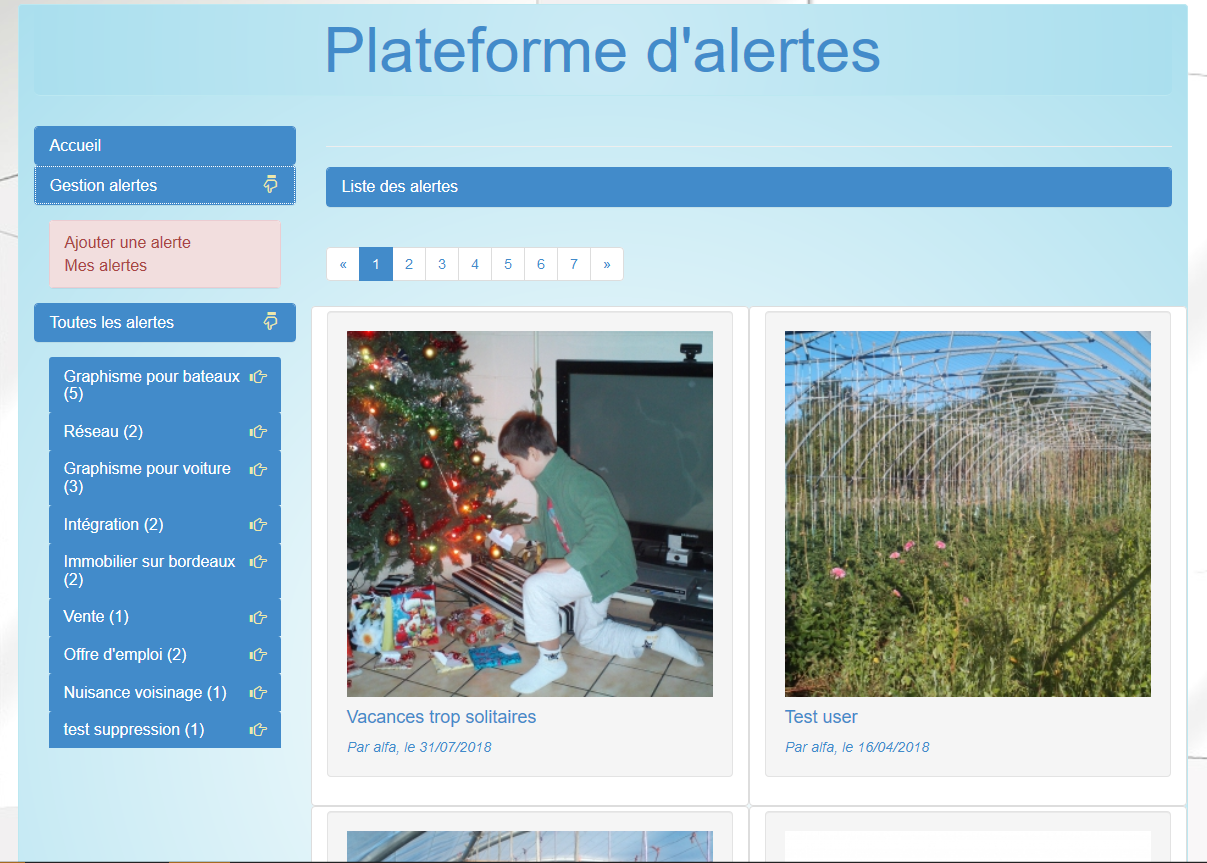 Plateforme d'alertes
Accueil
Gestion alertes
Ajouter une alerte
Mes alertes
Toutes les alertes
Graphisme pour bateaux
(5)
Réseau (2)
Graphisme pour voiture
(3)
Intégration (2)
Immobilier sur bordeaux
(2)
Vente (1)
Offre d'emploi (2)
Nuisance voisinage (1)
test suppression (1)
Liste des alertes
« 1 2 3 4 5 6 7 »
Vacances trop solitaires
Par alfa, le 31/07/2018
Test user
Par alfa, le 16/04/2018